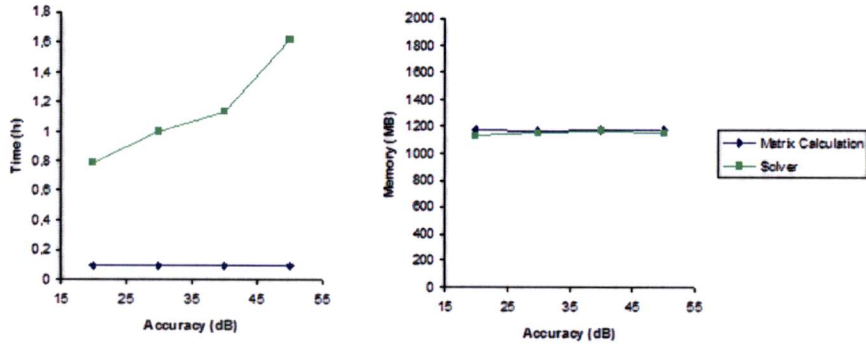 1,8
1,6
1,4
1,2
1
0,8
0,6
0,4
0,2
0
Time (h)
15 25 35 45 55
Accuracy (dB)
2000
1800
1600
1400
1200
1000
800
600
400
200
0
Memory (MB)
15 25 35 45 55
Accuracy (dB)
Matrix Calculation
Solver